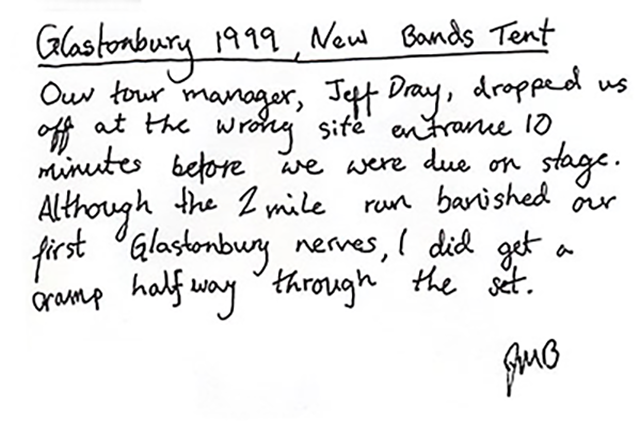 Glastonbury 1999, New Bands Tent
Our tour manager, Jeff Dray, dropped us
off at the wrong site entrance 10
minutes before we were due on stage.
Although the 2 mile run banished our
first Glastonbury nerves, I did get a
cramp halfway through the set.
JMB